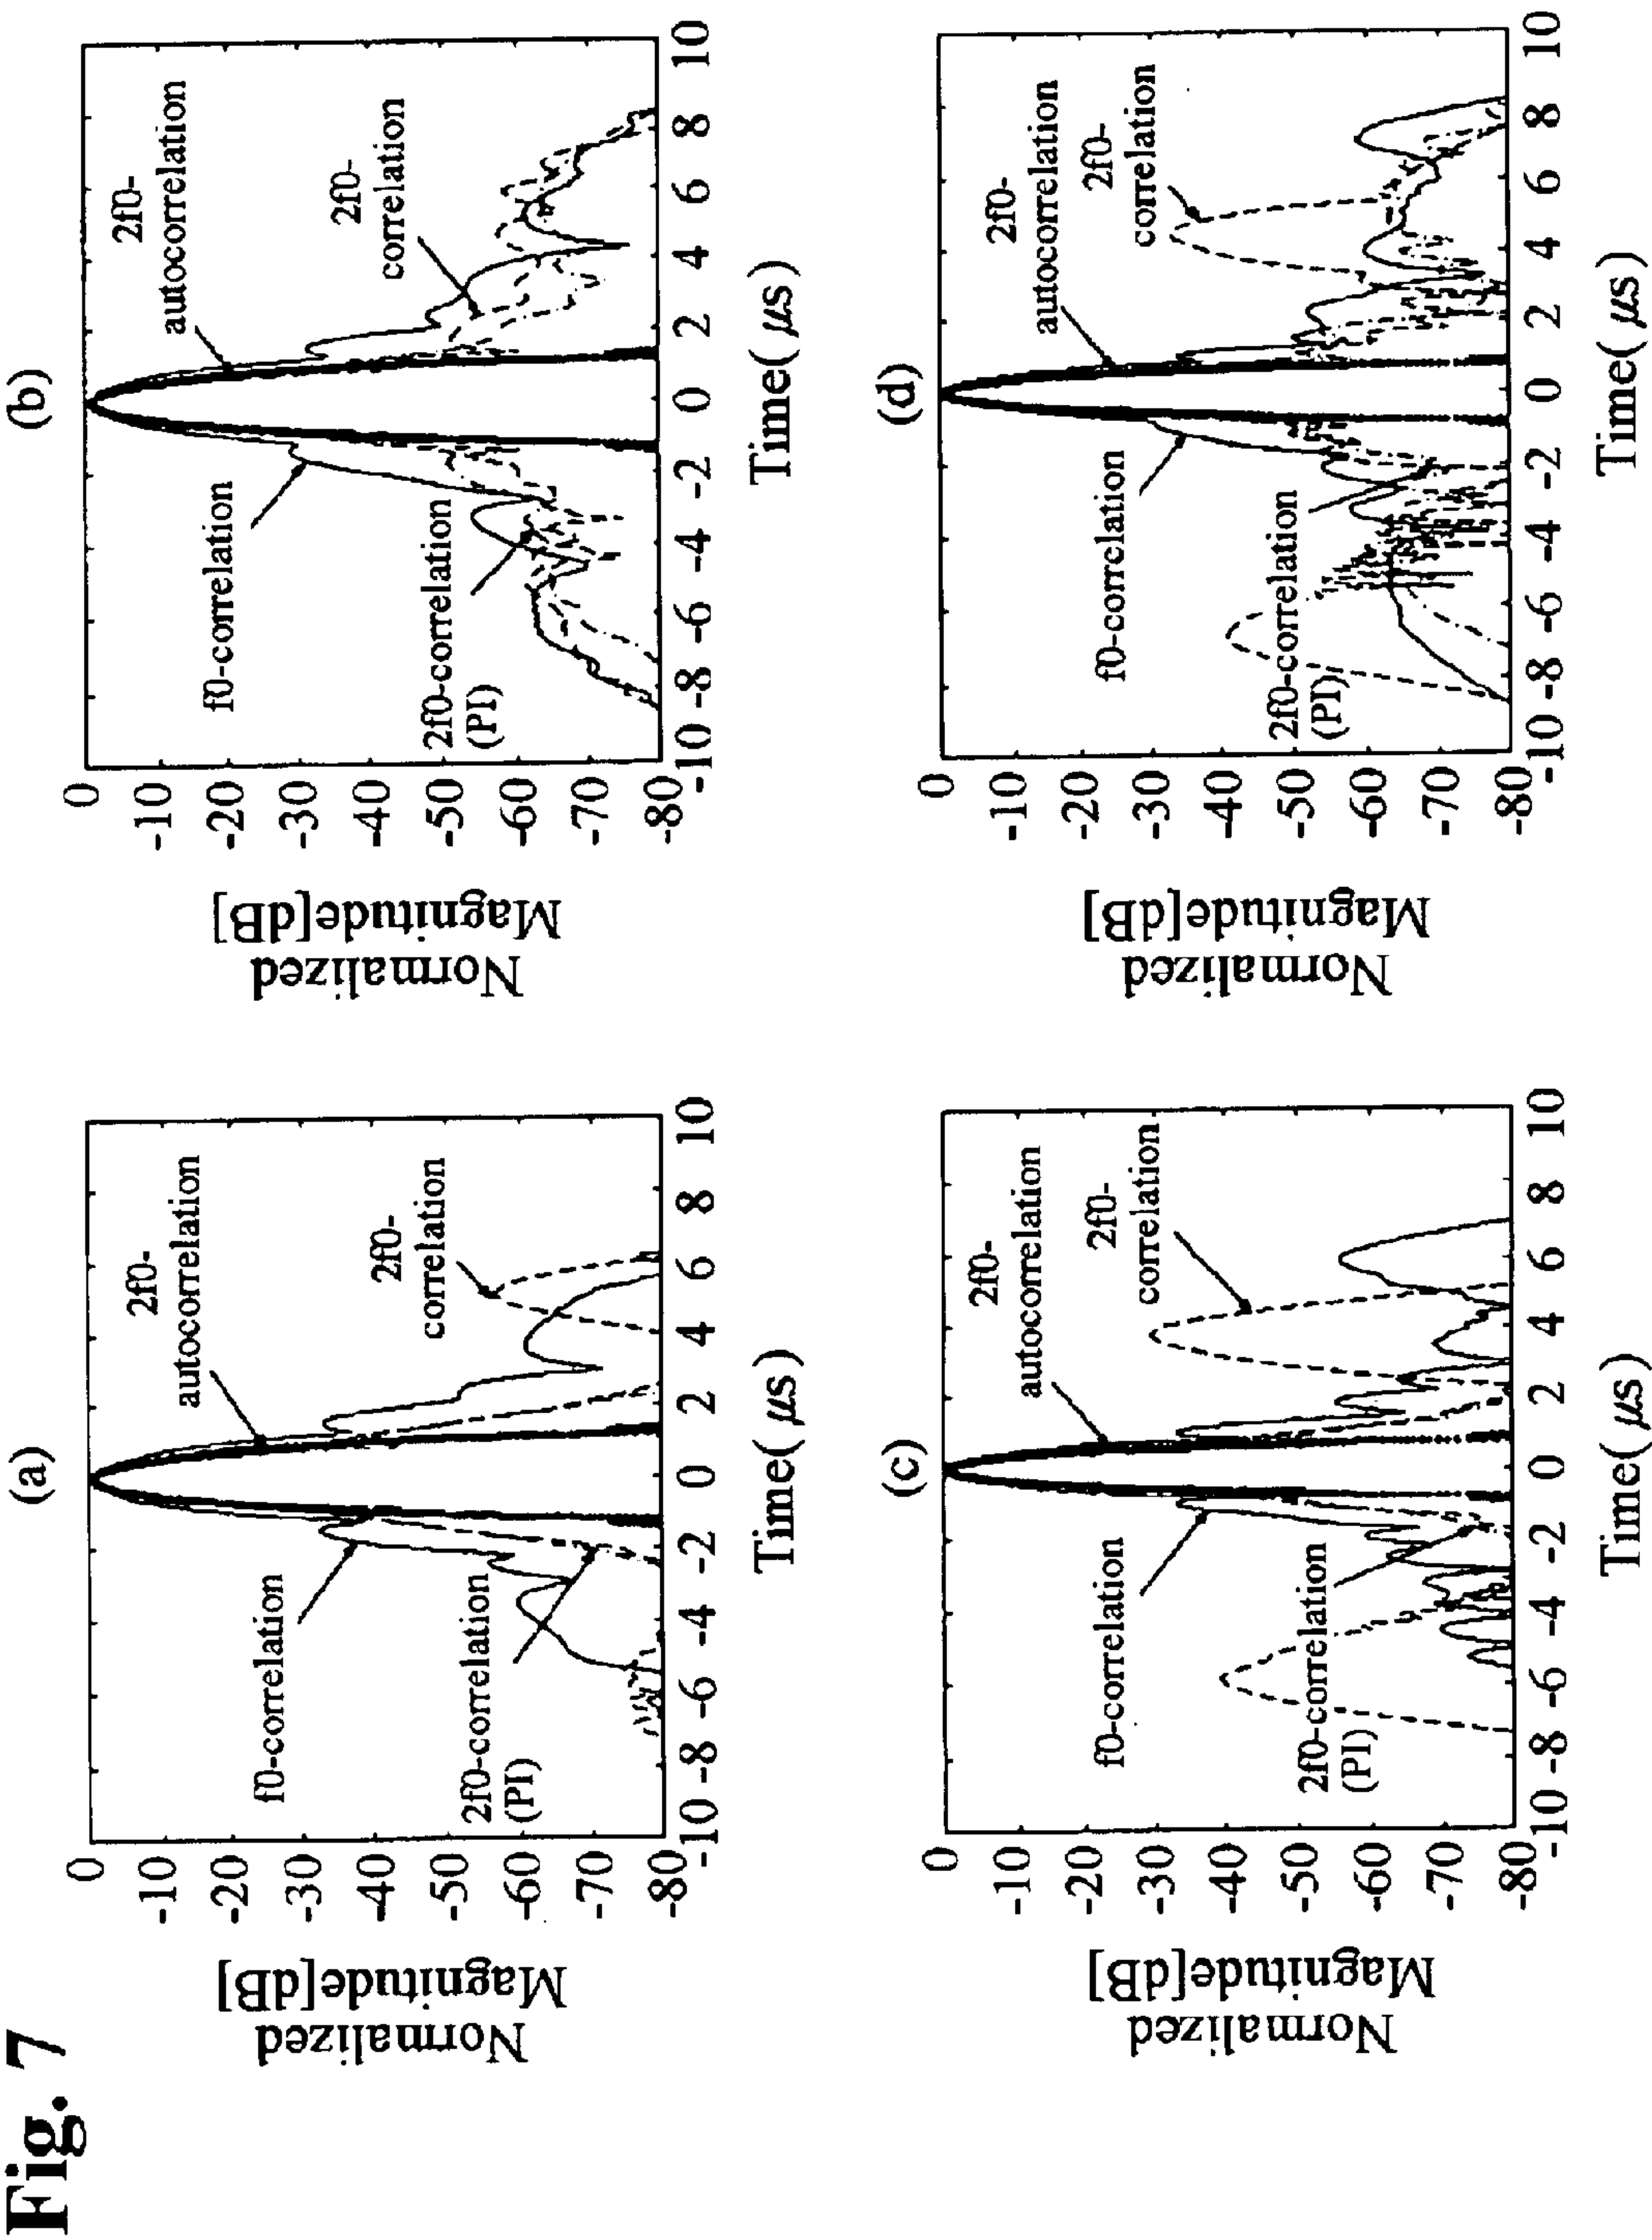 Fig. 7
(a)
Normalized
Magnitude[dB]
0
-10
-20
-30
-40
-50
-60
-70
-80
2f0-
autocorrelation
f0-correlation
2f0-
correlation
2f0-correlation
(PI)
-10 -8 -6 -4 -2 0 2 4 6 8 10
Time( μs)
(b)
Normalized
Magnitude[dB]
0
-10
-20
-30
-40
-50
-60
-70
-80
2f0-
autocorrelation
f0-correlation
2f0-
correlation
2f0-correlation
(PI)
-10 -8 -6 -4 -2 0 2 4 6 8 10
Time( μs)
(c)
Normalized
Magnitude[dB]
0
-10
-20
-30
-40
-50
-60
-70
-80
2f0-
autocorrelation
f0-correlation
2f0-
correlation
2f0-correlation
(PI)
-10 -8 -6 -4 -2 0 2 4 6 8 10
Time( μs)
(d)
Normalized
Magnitude[dB]
0
-10
-20
-30
-40
-50
-60
-70
-80
2f0-
autocorrelation
f0-correlation
2f0-
correlation
2f0-correlation
(PI)
-10 -8 -6 -4 -2 0 2 4 6 8 10
Time( μs)